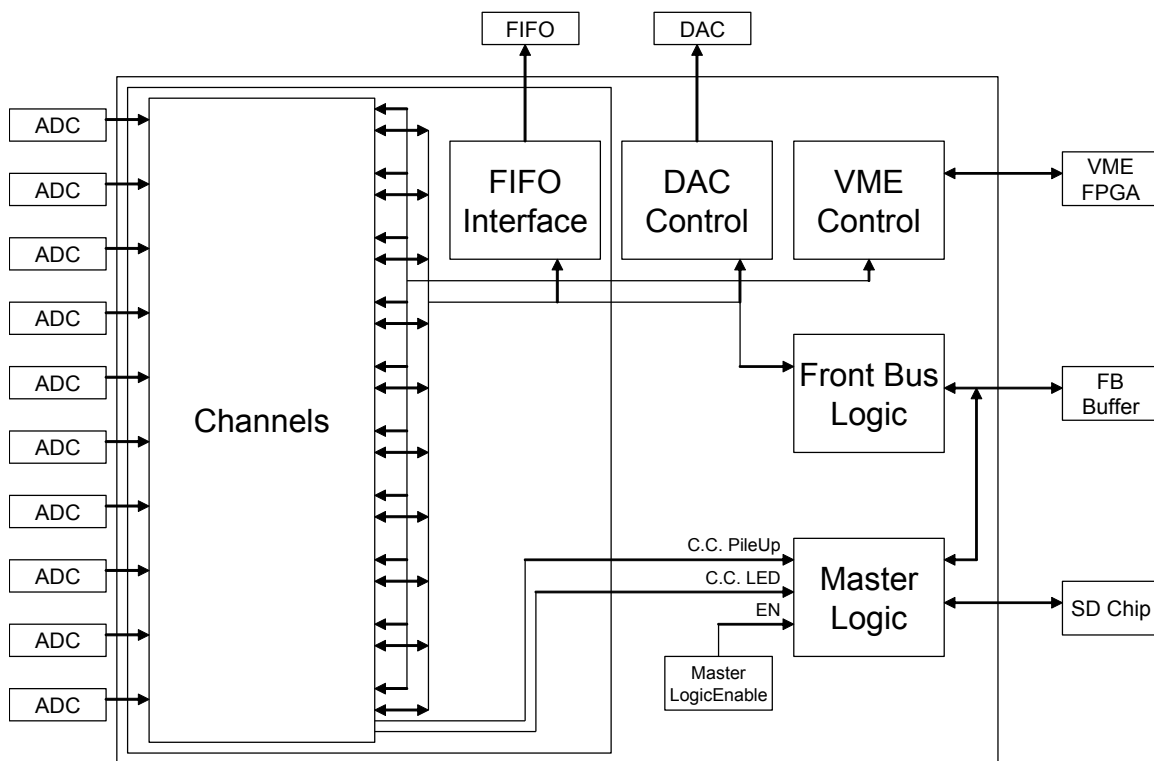 FIFO
DAC
ADC
ADC
ADC
ADC
ADC
ADC
ADC
ADC
ADC
ADC
Channels
FIFO
Interface
DAC
Control
VME
Control
VME
FPGA
Front Bus
Logic
FB
Buffer
C.C. PileUp
C.C. LED
EN
Master
Logic
SD Chip
Master
LogicEnable